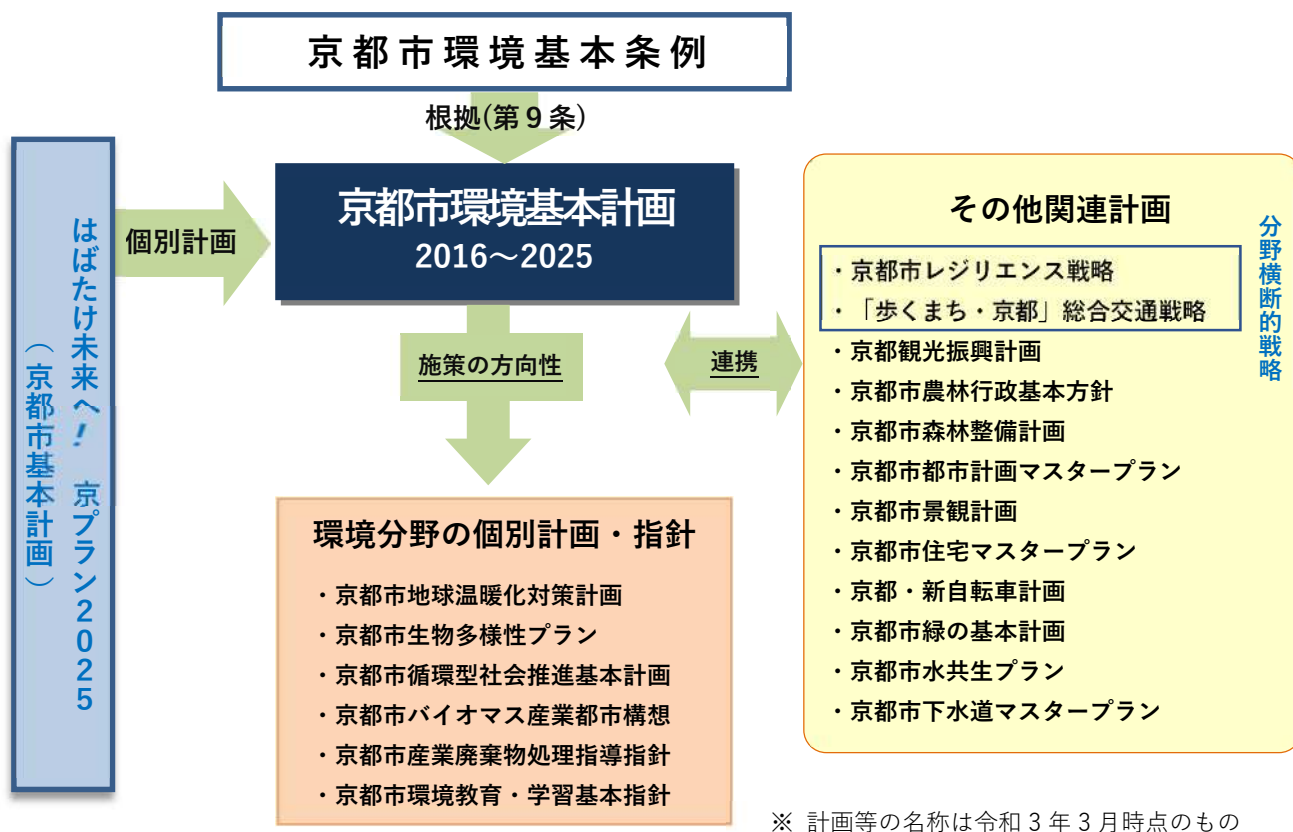 京都市環境基本条例
根拠(第9条)
はばたけ未来へ! 京プラン2025
(京都市基本計画)
個別計画
京都市環境基本計画
2016~2025
施策の方向性
連携
環境分野の個別計画・指針
・京都市地球温暖化対策計画
・京都市生物多様性プラン
・京都市循環型社会推進基本計画
・京都市バイオマス産業都市構想
・京都市産業廃棄物処理指導指針
・京都市環境教育・学習基本指針
その他関連計画
分野横断的戦略
・京都市レジリエンス戦略
・「歩くまち・京都」総合交通戦略
・京都観光振興計画
・京都市農林行政基本方針
・京都市森林整備計画
・京都市都市計画マスタープラン
・京都市景観計画
・京都市住宅マスタープラン
・京都・新自転車計画
・京都市緑の基本計画
・京都市水共生プラン
・京都市下水道マスタープラン
※ 計画等の名称は令和3年3月時点のもの